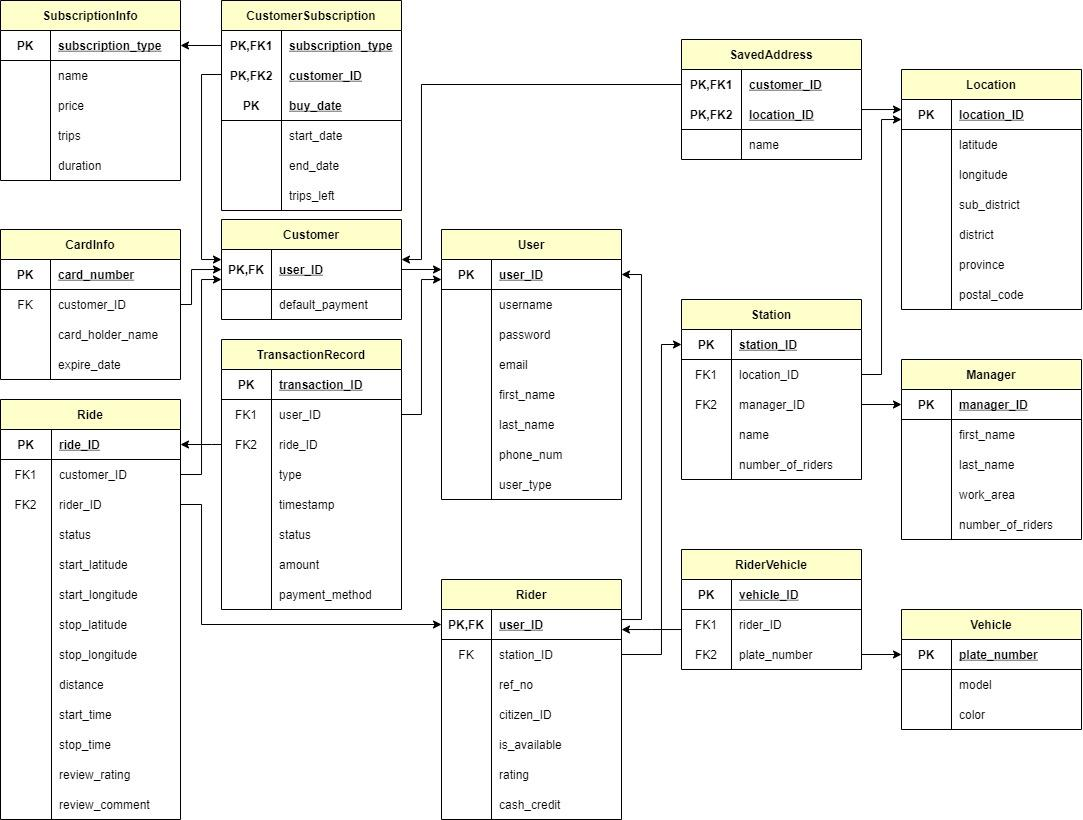 SubscriptionInfo
PK subscription_type
name
price
trips
duration
CustomerSubscription
PK,FK1 subscription_type
PK,FK2 customer_ID
PK buy_date
start_date
end_date
trips_left
SavedAddress
PK,FK1 customer_ID
PK,FK2 location_ID
name
Location
PK location_ID
latitude
longitude
sub_district
district
province
postal_code
CardInfo
PK card_number
FK customer_ID
card_holder_name
expire_date
Customer
PK,FK user_ID
default_payment
User
PK user_ID
username
password
email
first_name
last_name
phone_num
user_type
Station
PK station_ID
FK1 location_ID
FK2 manager_ID
name
number_of_riders
Manager
PK manager_ID
first_name
last_name
work_area
number_of_riders
TransactionRecord
PK transaction_ID
FK1 user_ID
FK2 ride_ID
type
timestamp
status
amount
payment_method
Ride
PK ride_ID
FK1 customer_ID
FK2 rider_ID
status
start_latitude
start_longitude
stop_latitude
stop_longitude
distance
start_time
stop_time
review_rating
review_comment
Rider
PK,FK user_ID
FK station_ID
ref_no
citizen_ID
is_available
rating
cash_credit
RiderVehicle
PK vehicle_ID
FK1 rider_ID
FK2 plate_number
Vehicle
PK plate_number
model
color